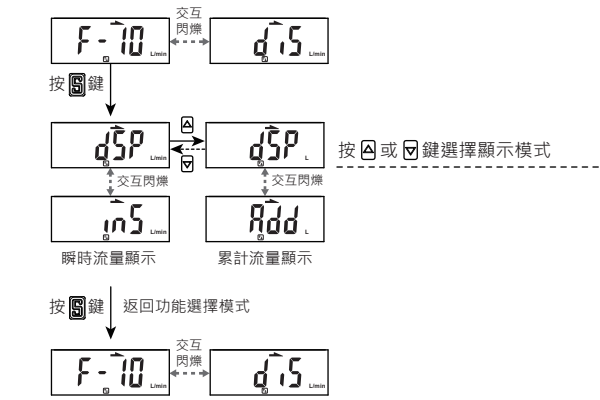 交互
閃爍
F-10 L/min
diS L/min
按 S 鍵
dSP L/min
dSP L
按 或 鍵選擇顯示模式
交互閃爍
交互閃爍
inS L/min
Add L
瞬時流量顯示
累計流量顯示
按 S 鍵
返回功能選擇模式
交互
閃爍
F-10 L/min
diS L/min